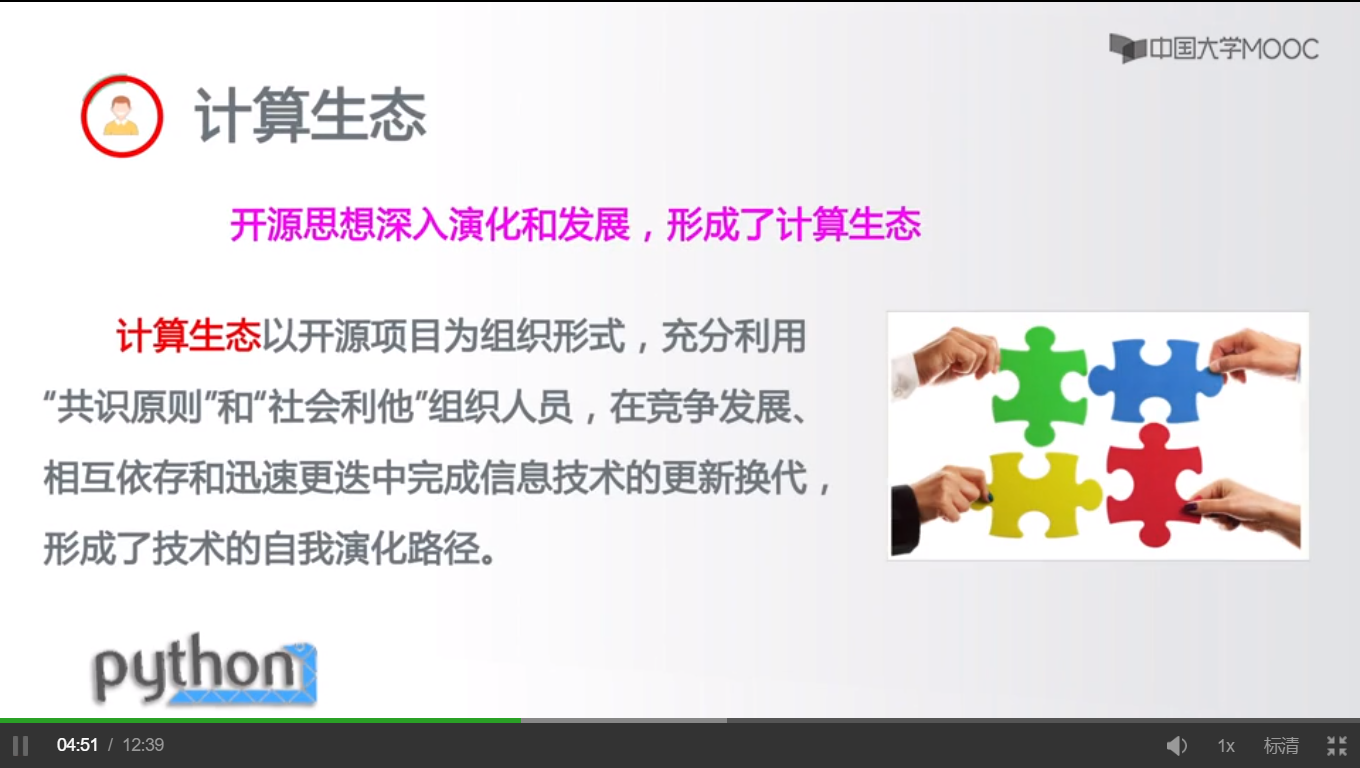 中国大学MOOC
计算生态
开源思想深入演化和发展，形成了计算生态
计算生态以开源项目为组织形式，充分利用
“共识原则”和“社会利他”组织人员，在竞争发展、
相互依存和迅速更迭中完成信息技术的更新换代，
形成了技术的自我演化路径。
python
04:51 / 12:39
1x
标清